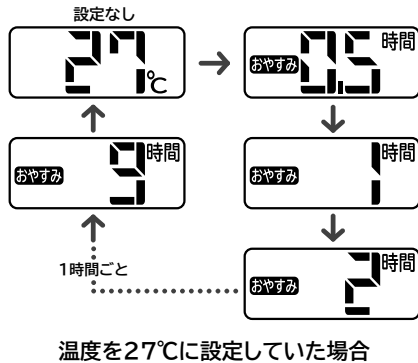 設定なし
27℃
おやすみ 0.5 時間
おやすみ 9 時間
おやすみ 1 時間
1時間ごと
おやすみ 2 時間
温度を27℃に設定していた場合